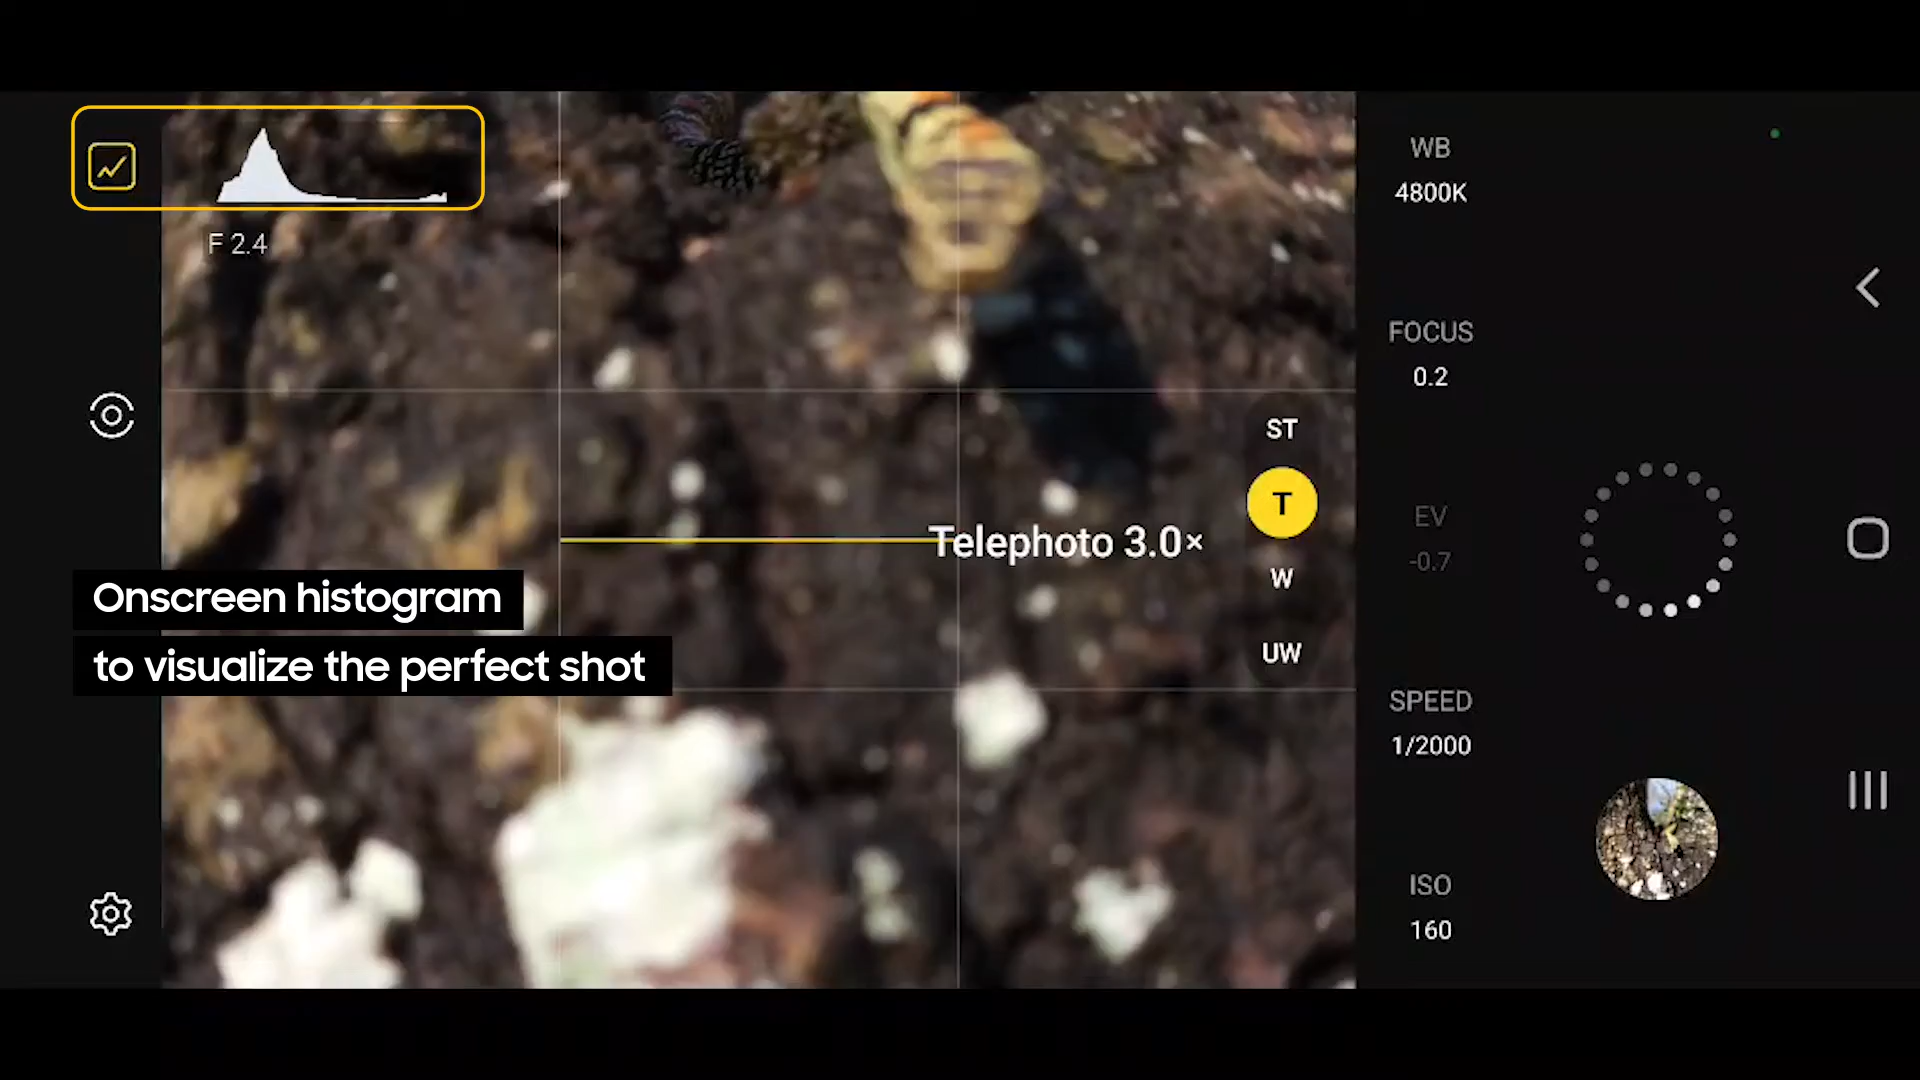 F 2.4
Onscreen histogram
to visualize the perfect shot
Telephoto 3.0×
ST
T
W
UW
WB
4800K
FOCUS
0.2
EV
-0.7
SPEED
1/2000
ISO
160